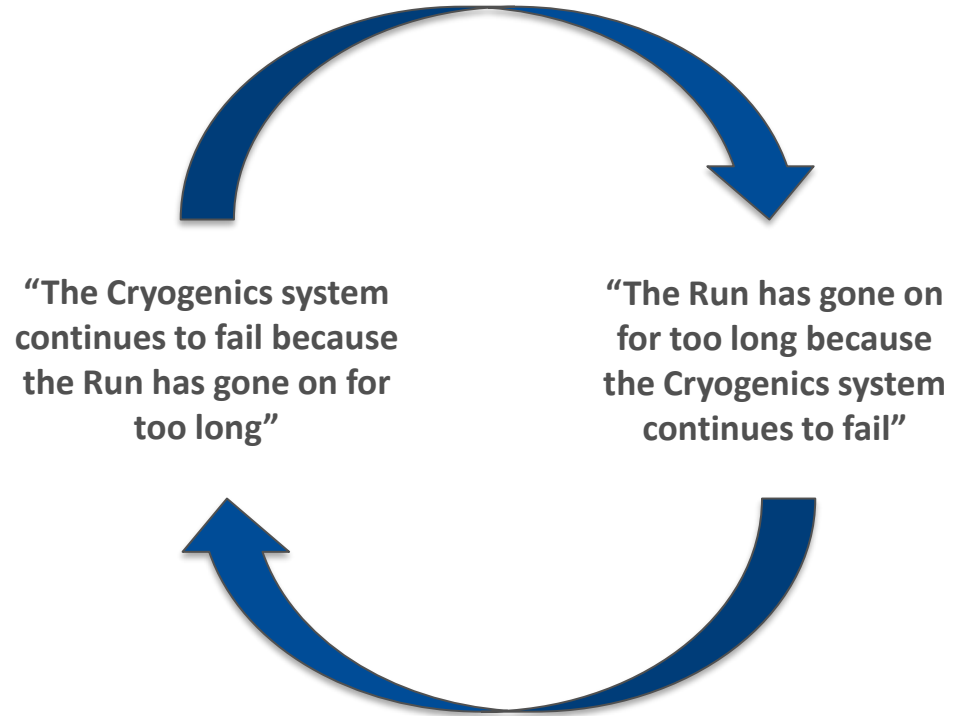 “The Cryogenics system
continues to fail because
the Run has gone on for
too long”
“The Run has gone on
for too long because
the Cryogenics system
continues to fail”